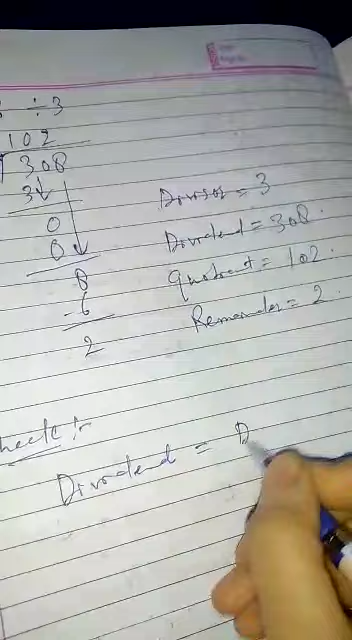 ÷3
102
308
3
0
0
8
-6
2
Divisor = 3
Dividend = 308.
Quotient = 102.
Remainder = 2.
Check :-
Dividend = D